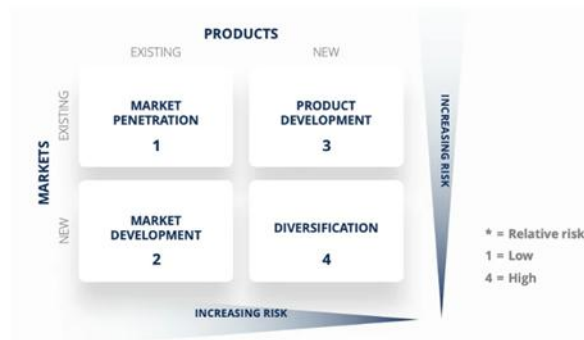 PRODUCTS
EXISTING
NEW
MARKETS
EXISTING
NEW
MARKET
PENETRATION
1
PRODUCT
DEVELOPMENT
3
MARKET
DEVELOPMENT
2
DIVERSIFICATION
4
INCREASING RISK
INCREASING RISK
* = Relative risk
1 = Low
4 = High